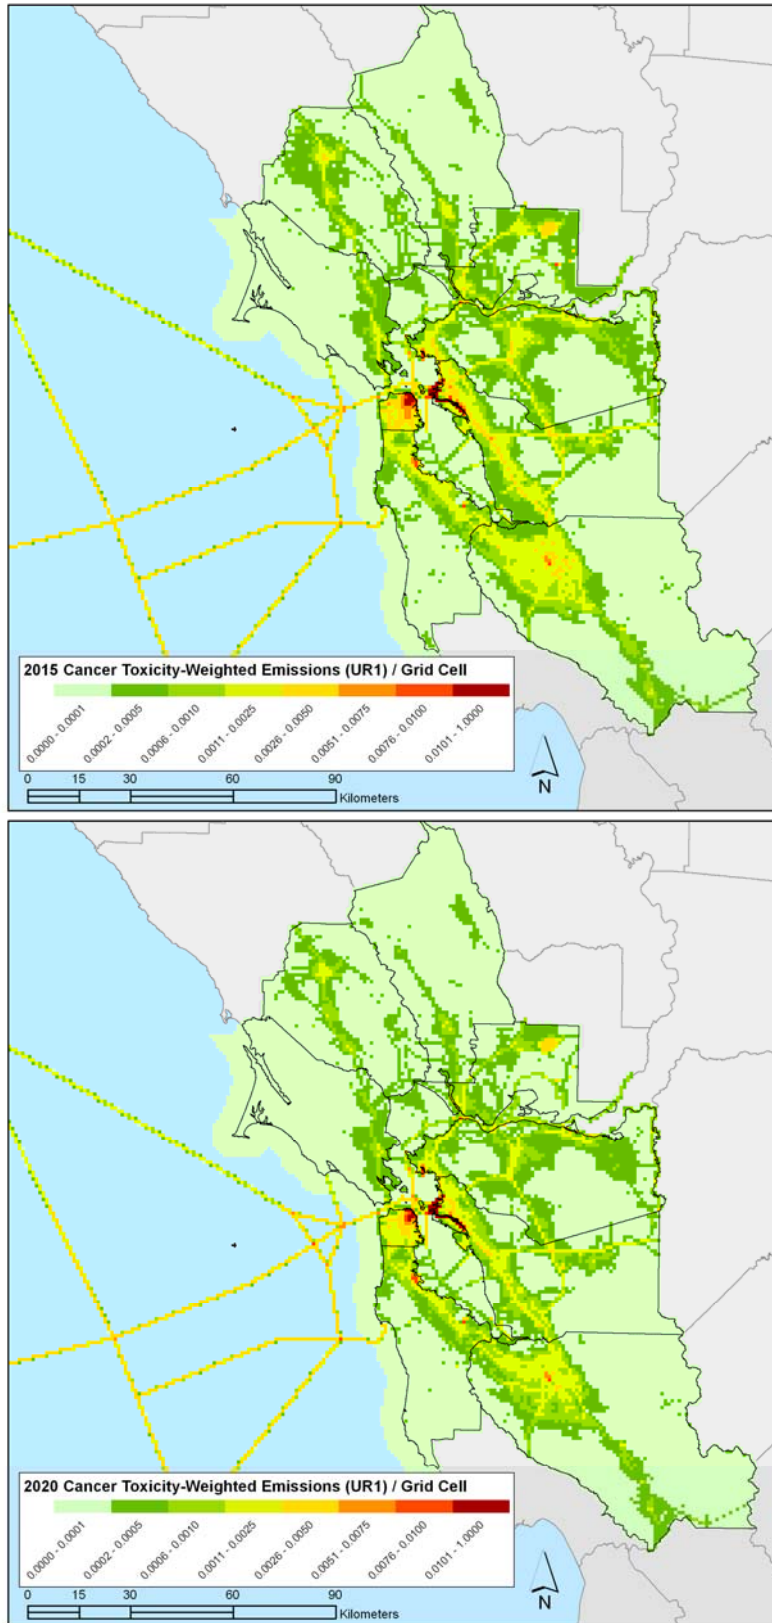 2015 Cancer Toxicity-Weighted Emissions (UR1) / Grid Cell
0.0000 - 0.0001
0.0002 - 0.0005
0.0006 - 0.0010
0.0011 - 0.0025
0.0026 - 0.0050
0.0051 - 0.0075
0.0076 - 0.0100
0.0101 - 1.0000
0 15 30 60 90
Kilometers
N
2020 Cancer Toxicity-Weighted Emissions (UR1) / Grid Cell
0.0000 - 0.0001
0.0002 - 0.0005
0.0006 - 0.0010
0.0011 - 0.0025
0.0026 - 0.0050
0.0051 - 0.0075
0.0076 - 0.0100
0.0101 - 1.0000
0 15 30 60 90
Kilometers
N